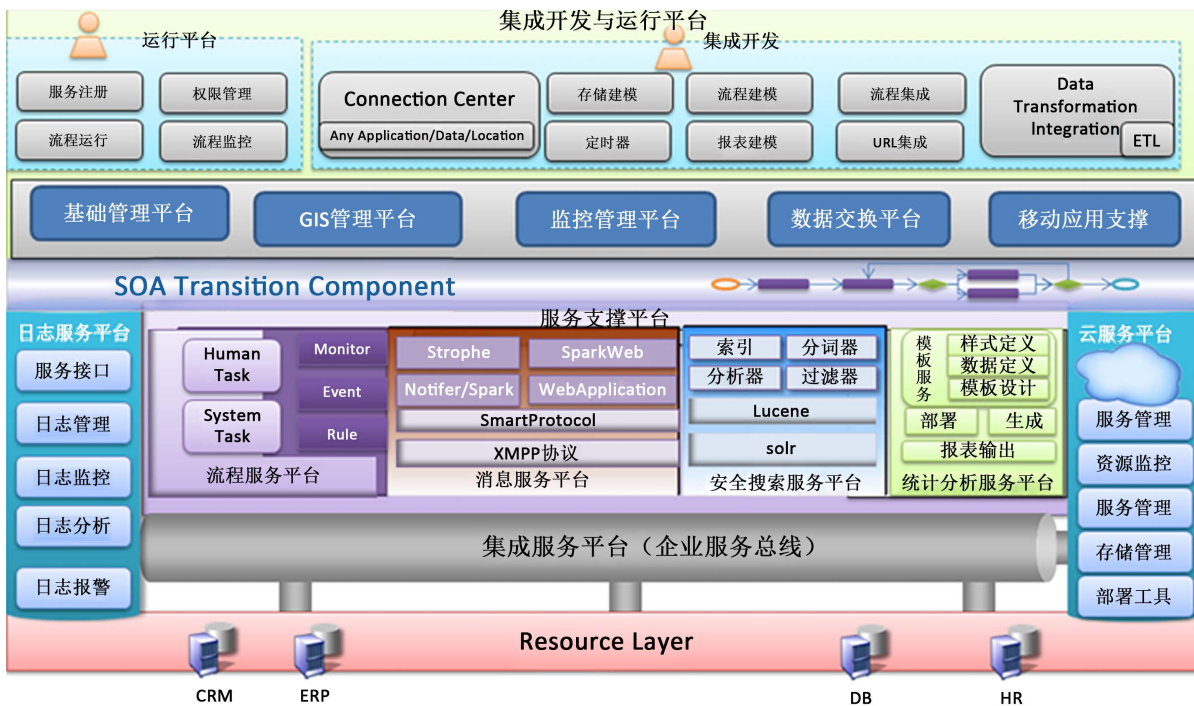 集成开发与运行平台
运行平台
服务注册
权限管理
流程运行
流程监控
集成开发
Connection Center
Any Application/Data/Location
存储建模
流程建模
流程集成
定时器
报表建模
URL集成
Data
Transformation
Integration
ETL
基础管理平台
GIS管理平台
监控管理平台
数据交换平台
移动应用支撑
SOA Transition Component
日志服务平台
服务接口
日志管理
日志监控
日志分析
日志报警
服务支撑平台
Human
Task
System
Task
Monitor
Event
Rule
流程服务平台
Strophe
SparkWeb
Notifer/Spark
WebApplication
SmartProtocol
XMPP协议
消息服务平台
索引
分词器
分析器
过滤器
Lucene
solr
安全搜索服务平台
模板服务
样式定义
数据定义
模板设计
部署
生成
报表输出
统计分析服务平台
云服务平台
服务管理
资源监控
服务管理
存储管理
部署工具
集成服务平台（企业服务总线）
Resource Layer
CRM
ERP
DB
HR